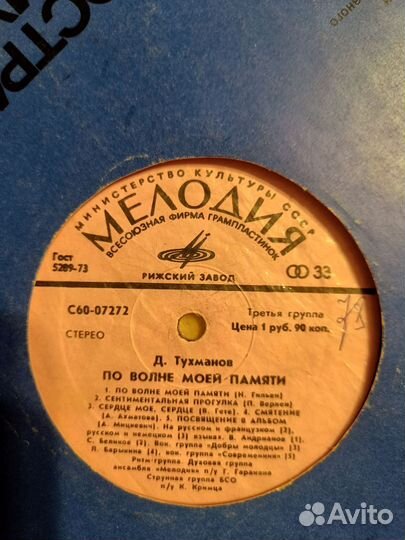 МИНИСТЕРСТВО КУЛЬТУРЫ СССР
МЕЛОДИЯ
ВСЕСОЮЗНАЯ ФИРМА ГРАМПЛАСТИНОК
Гост
5289-73
РИЖСКИЙ ЗАВОД
33
С60-07272
Третья группа
Цена 1 руб. 90 коп.
СТЕРЕО
Д. Тухманов
ПО ВОЛНЕ МОЕЙ ПАМЯТИ
1. ПО ВОЛНЕ МОЕЙ ПАМЯТИ (Н. Гильен)
2. СЕНТИМЕНТАЛЬНАЯ ПРОГУЛКА (П. Верлен)
3. СЕРДЦЕ МОЕ, СЕРДЦЕ (В. Гете). 4. СМЯТЕНИЕ
(А. Ахматова). 5. ПОСВЯЩЕНИЕ В АЛЬБОМ
(А. Мицкевич). На русском и французском (2),
русском и немецком (3) языках. В. Андрианов (1),
С. Беликов (2), Вок. группа «Добры молодцы» (3)
Л. Барыкина (4), вок. группа «Современник» (5)
Ритм-группа Духовая группа
ансамбля «Мелодия» п/у Г. Гараняна
Струнная группа БСО
п/у К. Кримца
Avito